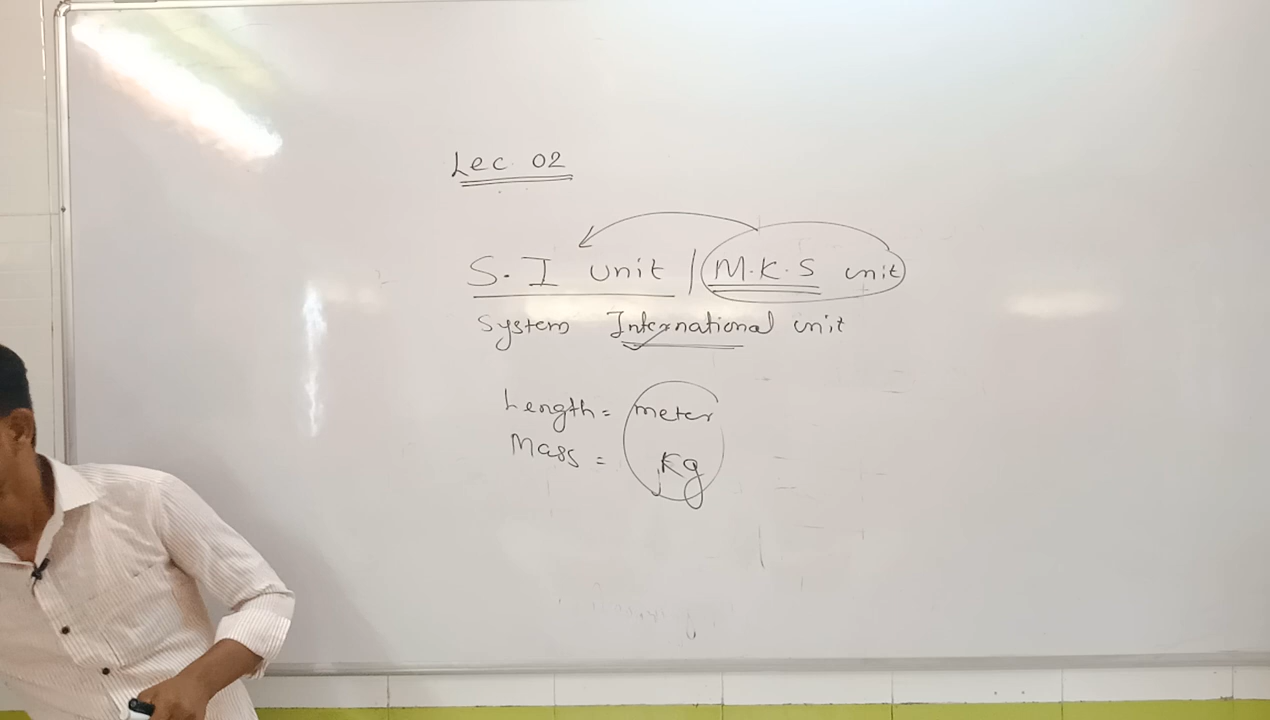 Lec. 02
S.I unit / M.K.S unit
System International unit
Length = meter
Mass = Kg